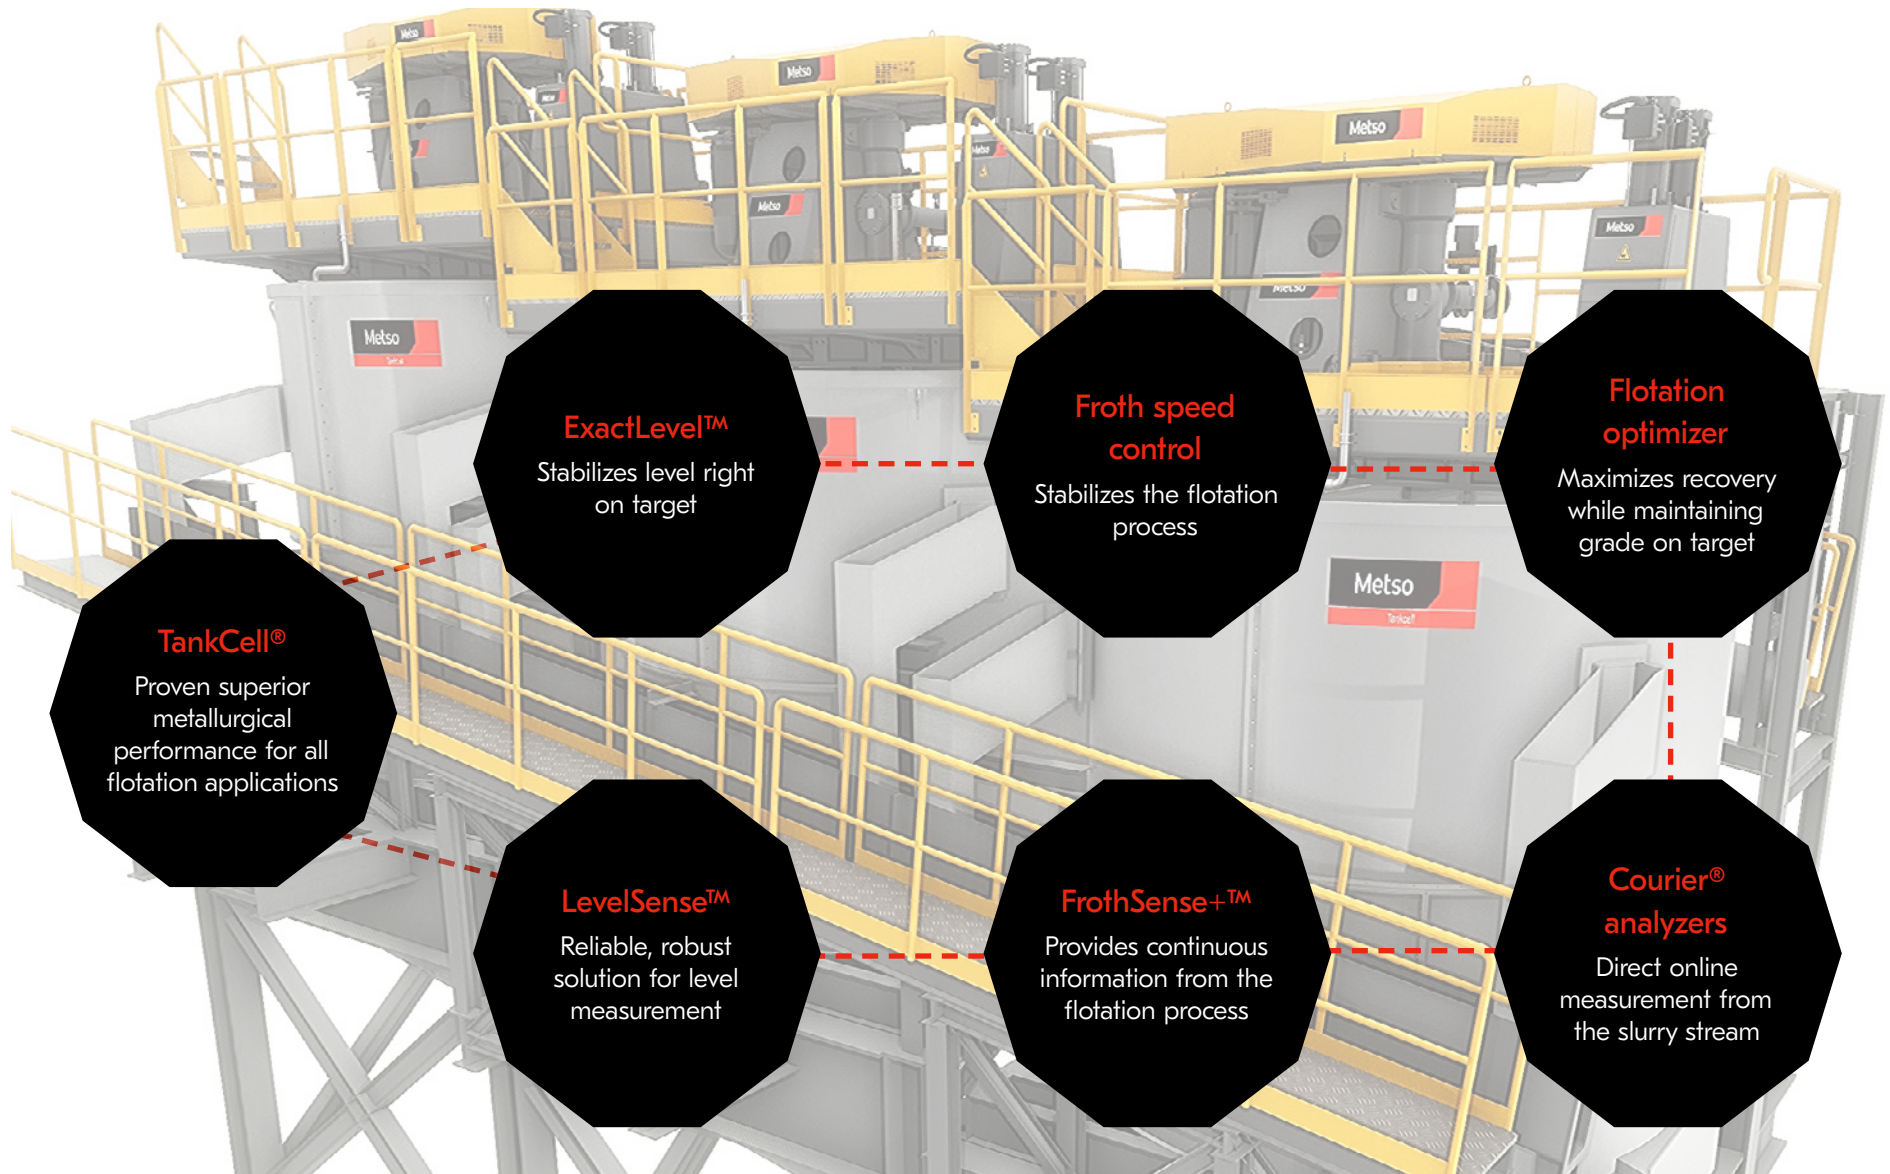 Metso
Metso
Metso
Metso
Metso
Metso
Metso
Metso
ExactLevel™
Stabilizes level right
on target
Froth speed
control
Stabilizes the flotation
process
Flotation
optimizer
Maximizes recovery
while maintaining
grade on target
Metso
Tankcell
TankCell®
Proven superior
metallurgical
performance for all
flotation applications
LevelSense™
Reliable, robust
solution for level
measurement
FrothSense+™
Provides continuous
information from the
flotation process
Courier®
analyzers
Direct online
measurement from
the slurry stream